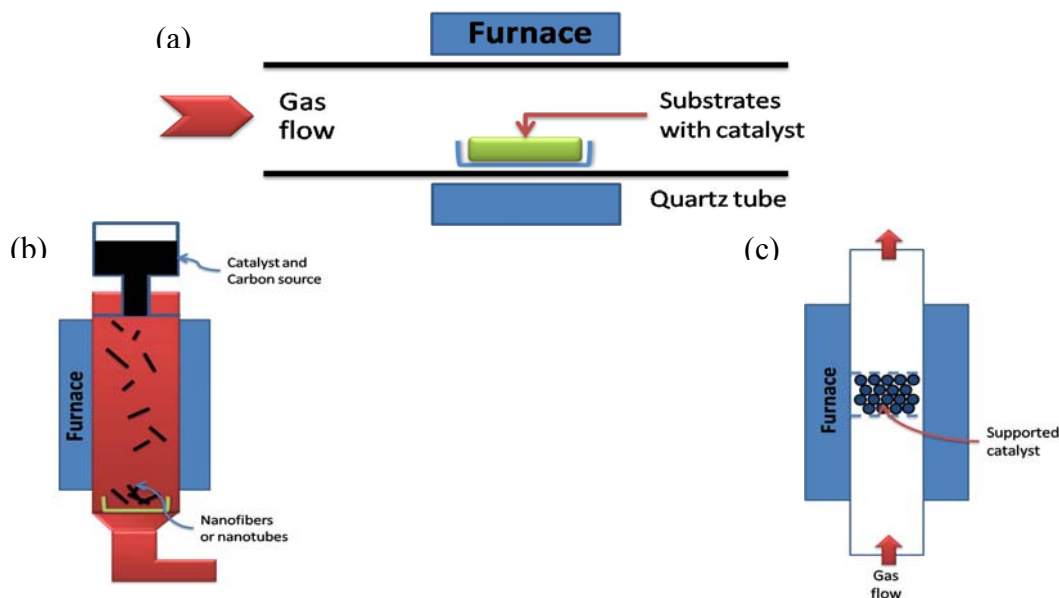 (a)
Furnace
Gas
flow
Substrates
with catalyst
Quartz tube
(b)
Catalyst and
Carbon source
Furnace
Nanofibers
or nanotubes
(c)
Furnace
Supported
catalyst
Gas
flow